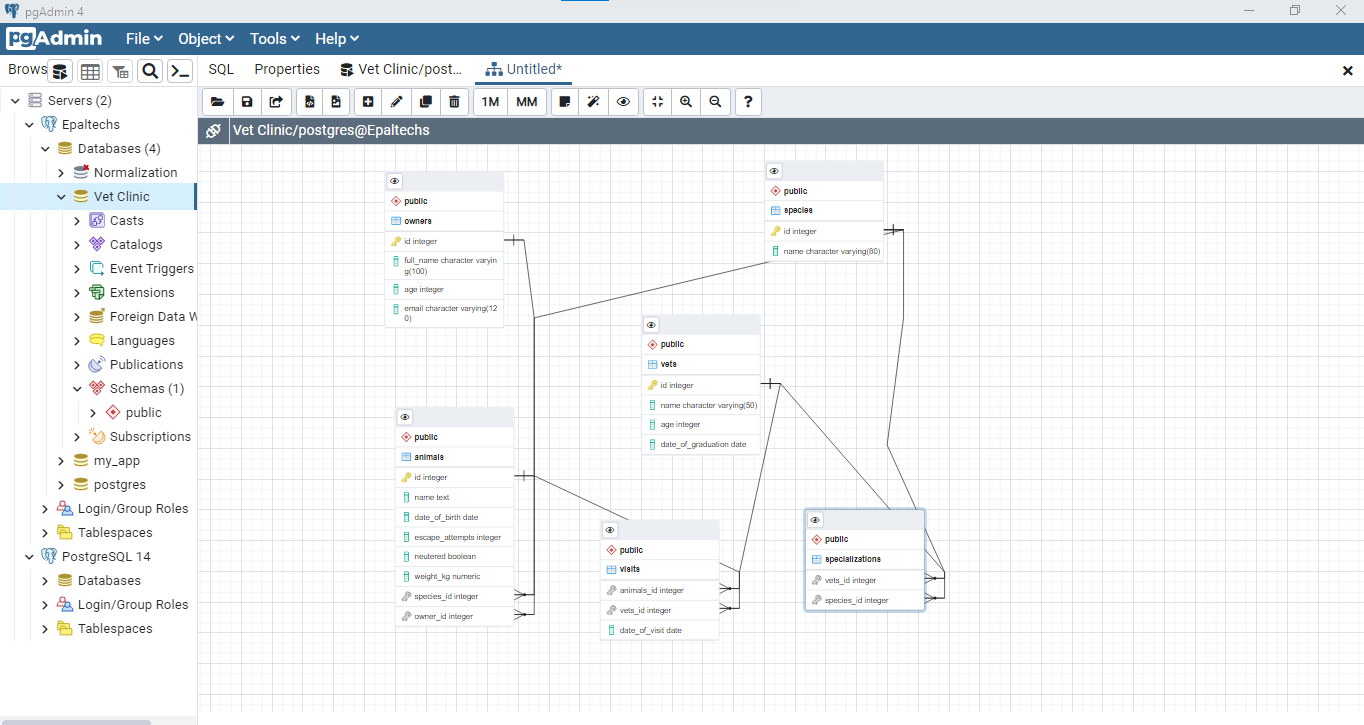 pgAdmin 4
pgAdmin File Object Tools Help
Brows
SQL Properties Vet Clinic/post... Untitled*
1M MM ?
Vet Clinic/postgres@Epaltechs
Servers (2)
Epaltechs
Databases (4)
Normalization
Vet Clinic
Casts
Catalogs
Event Triggers
Extensions
Foreign Data W
Languages
Publications
Schemas (1)
public
Subscriptions
my_app
postgres
Login/Group Roles
Tablespaces
PostgreSQL 14
Databases
Login/Group Roles
Tablespaces
public
owners
id integer
full_name character varyin
g(100)
age integer
email character varying(12
0)
public
species
id integer
name character varying(80)
public
vets
id integer
name character varying(50)
age integer
date_of_graduation date
public
animals
id integer
name text
date_of_birth date
escape_attempts integer
neutered boolean
weight_kg numeric
species_id integer
owner_id integer
public
visits
animals_id integer
vets_id integer
date_of_visit date
public
specializations
vets_id integer
species_id integer